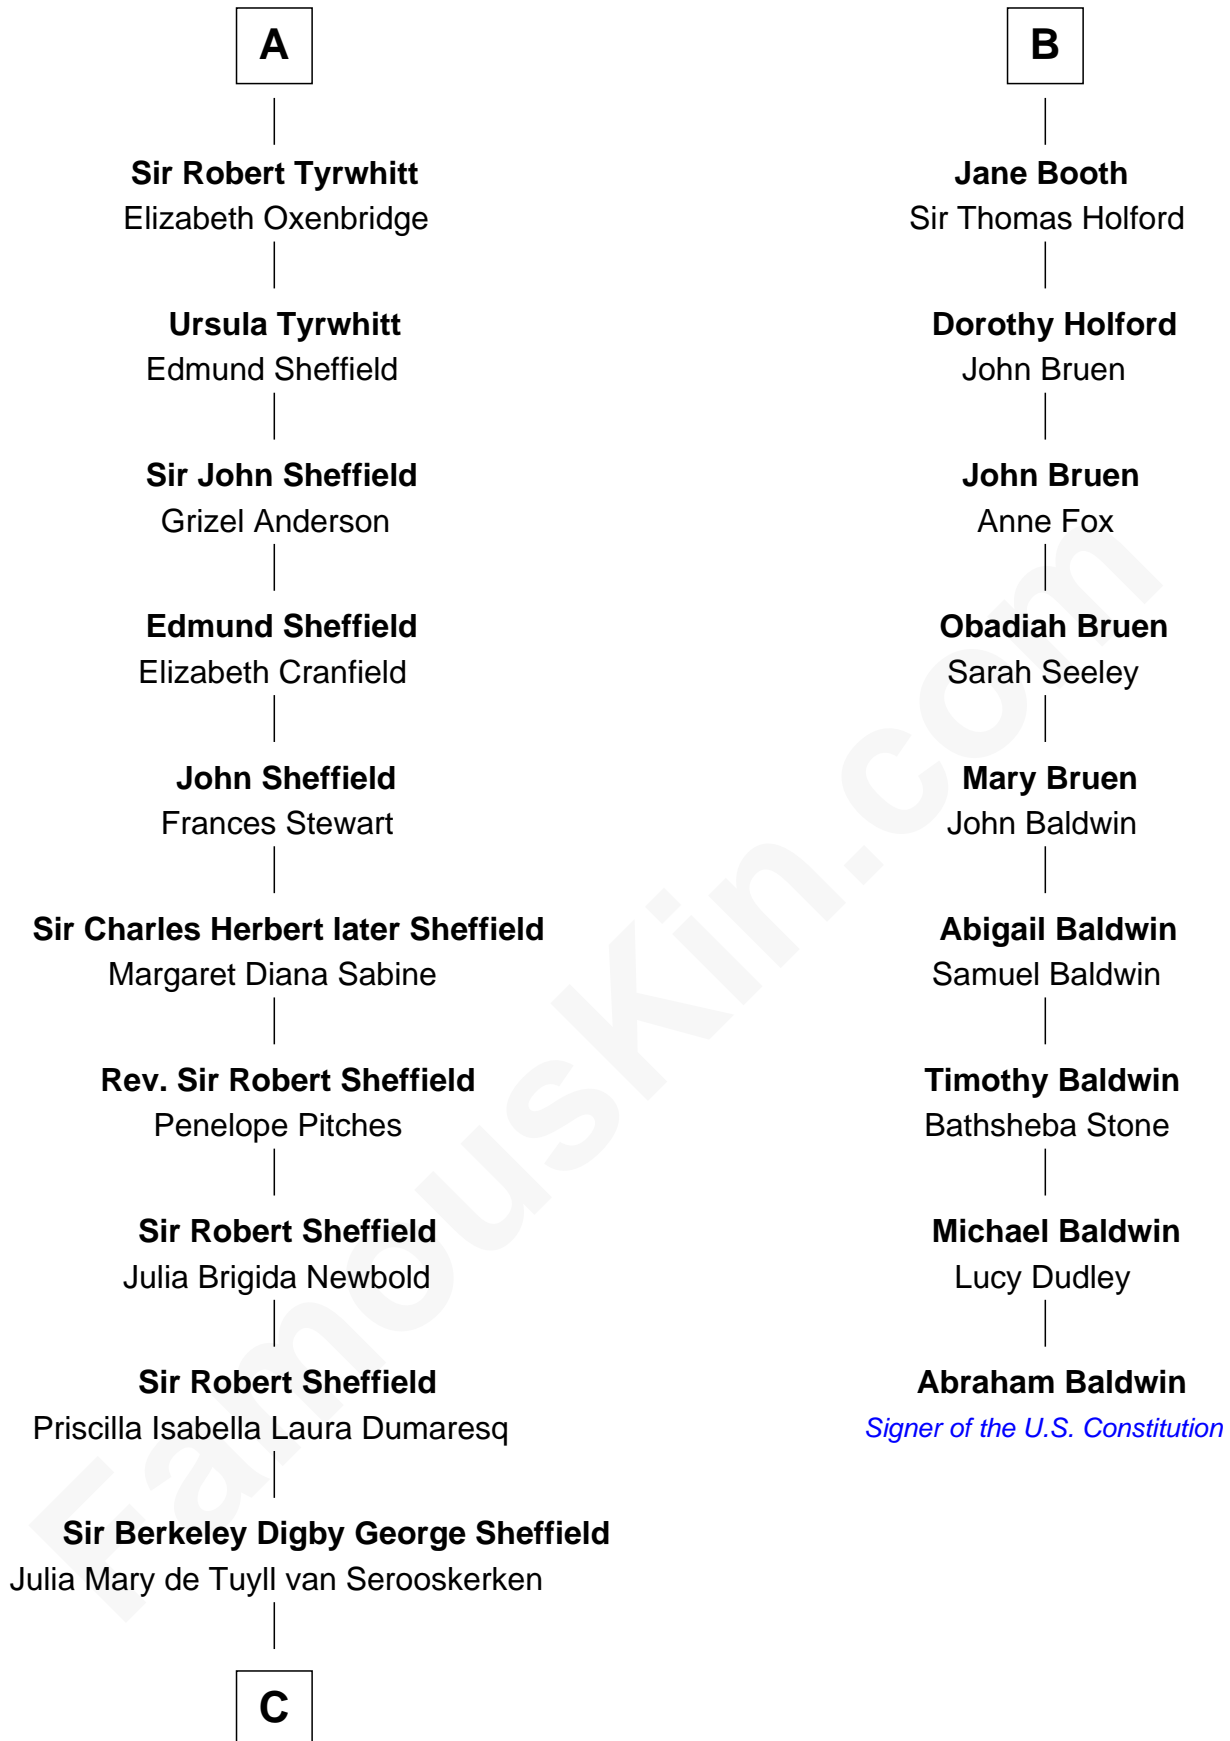 A
Sir Robert Tyrwhitt
Elizabeth Oxenbridge
Ursula Tyrwhitt
Edmund Sheffield
Sir John Sheffield
Grizel Anderson
Edmund Sheffield
Elizabeth Cranfield
John Sheffield
Frances Stewart
Sir Charles Herbert later Sheffield
Margaret Diana Sabine
Rev. Sir Robert Sheffield
Penelope Pitches
Sir Robert Sheffield
Julia Brigida Newbold
Sir Robert Sheffield
Priscilla Isabella Laura Dumaresq
Sir Berkeley Digby George Sheffield
Julia Mary de Tuyll van Serooskerken
C
B
Jane Booth
Sir Thomas Holford
Dorothy Holford
John Bruen
John Bruen
Anne Fox
Obadiah Bruen
Sarah Seeley
Mary Bruen
John Baldwin
Abigail Baldwin
Samuel Baldwin
Timothy Baldwin
Bathsheba Stone
Michael Baldwin
Lucy Dudley
Abraham Baldwin
Signer of the U.S. Constitution
FamousKin.com